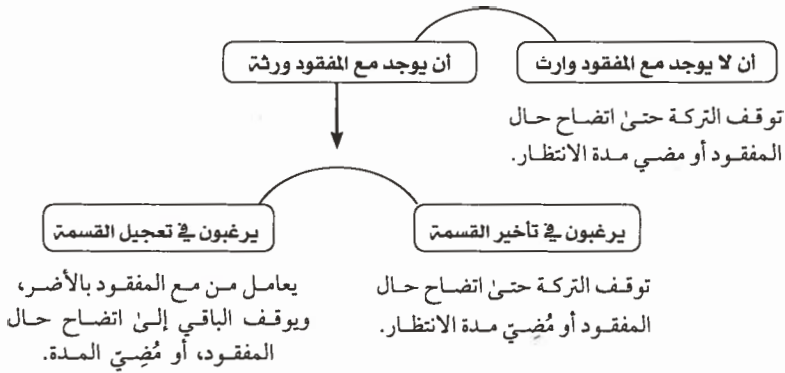 أن لا يوجد مع المفقود وارث
توقف التركة حتىٰ اتضاح حال
المفقود أو مضي مدة الانتظار.
أن يوجد مع المفقود ورثة
يرغبون في تأخير القسمة
توقف التركة حتىٰ اتضاح حال
المفقود أو مُضِيّ مدة الانتظار.
يرغبون في تعجيل القسمة
يعامل من مع المفقود بالأضر،
ويوقف الباقي إلىٰ اتضاح حال
المفقود، أو مُضِيّ المدة.